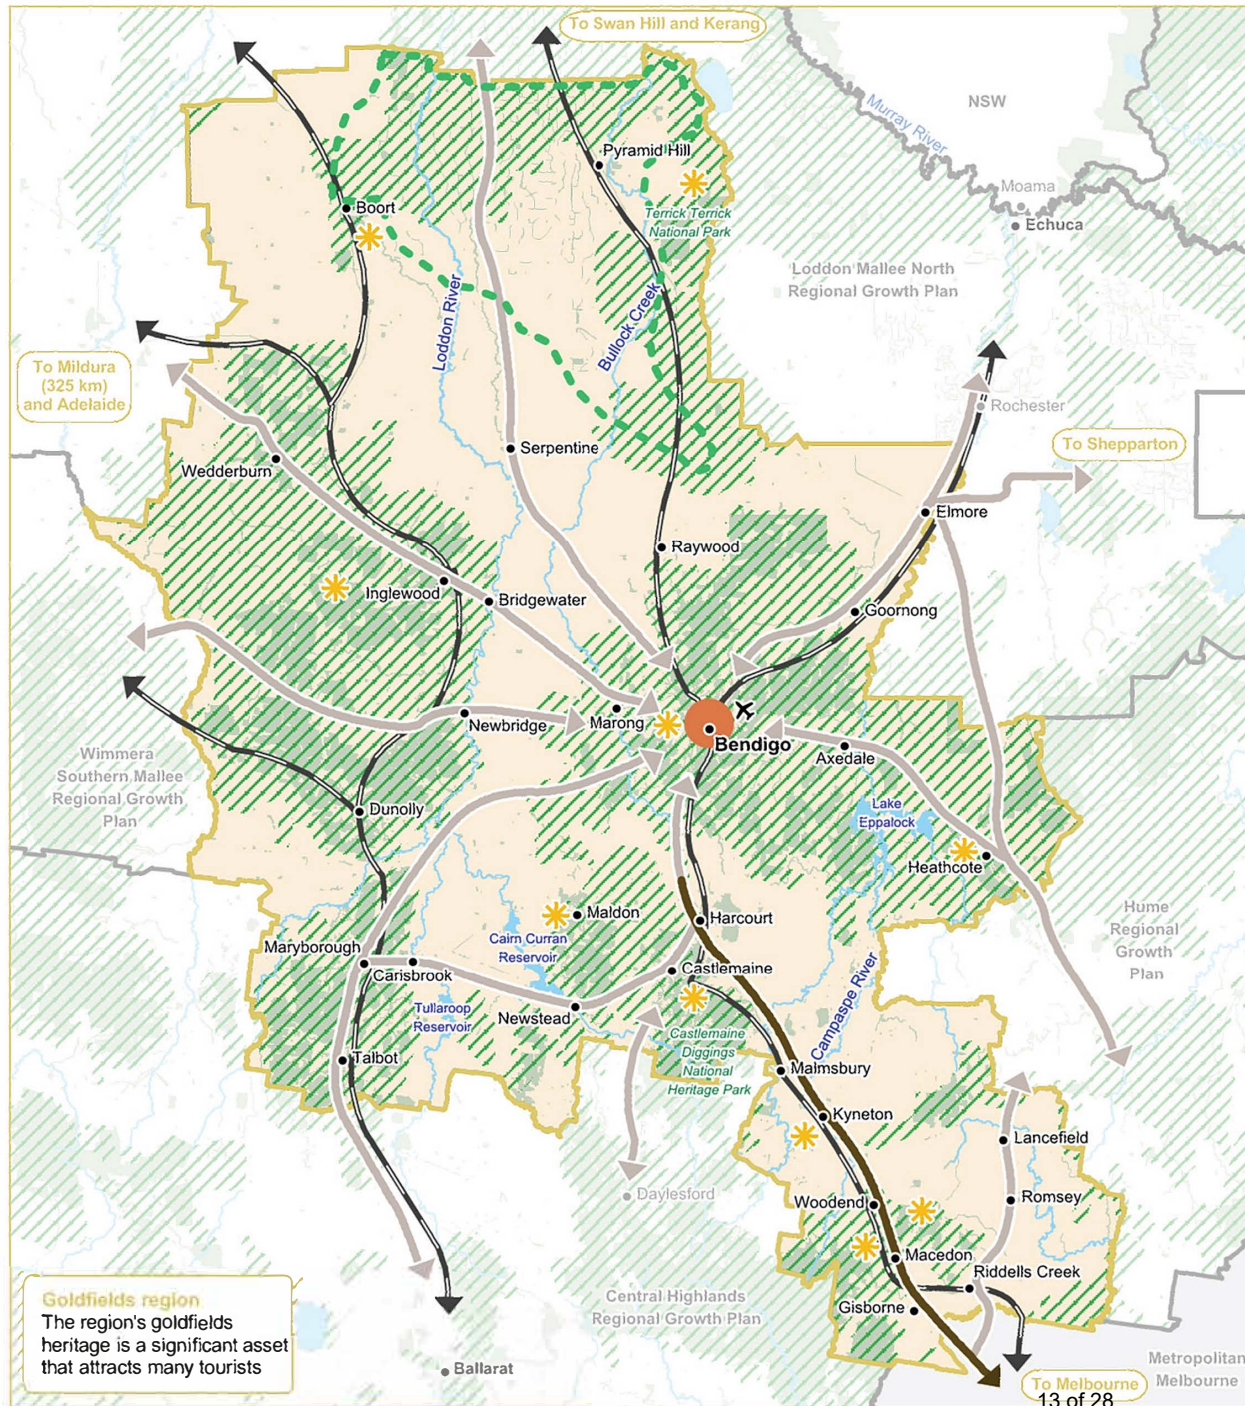 To Swan Hill and Kerang
NSW
Murray River
Pyramid Hill
Moama
Echuca
Terrick Terrick
National Park
Boort
Loddon Mallee North
Regional Growth Plan
Loddon River
Bullock Creek
To Mildura
(325 km)
and Adelaide
Rochester
To Shepparton
Serpentine
Wedderburn
Elmore
Raywood
Inglewood
Bridgewater
Goornong
Newbridge
Marong
Bendigo
Axedale
Wimmera
Southern Mallee
Regional Growth
Plan
Dunolly
Lake
Eppalock
Heathcote
Maldon
Harcourt
Hume
Regional
Growth
Plan
Maryborough
Carisbrook
Cairn Curran
Reservoir
Castlemaine
Campaspe River
Tullaroop
Reservoir
Newstead
Castlemaine
Diggings
National
Heritage Park
Talbot
Malmsbury
Kyneton
Lancefield
Daylesford
Woodend
Romsey
Macedon
Riddells Creek
Gisborne
Central Highlands
Regional Growth Plan
Goldfields region
The region's goldfields
heritage is a significant asset
that attracts many tourists
Ballarat
Metropolitan
Melbourne
To Melbourne
13 of 28